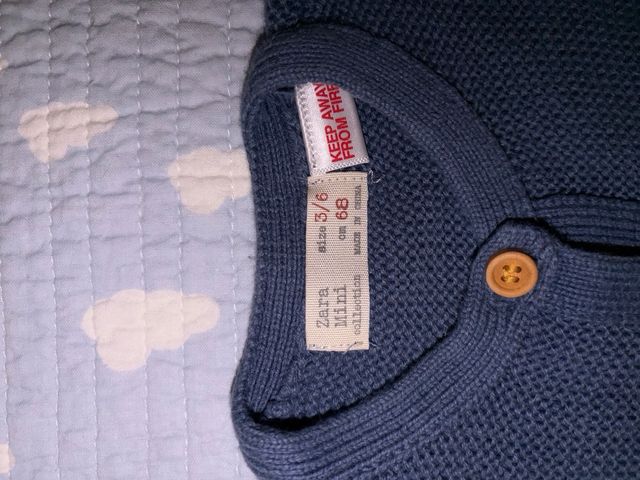 KEEP AWAY
FROM FIRE
Zara size 3/6
Mini cm 68
collection MADE IN CHINA